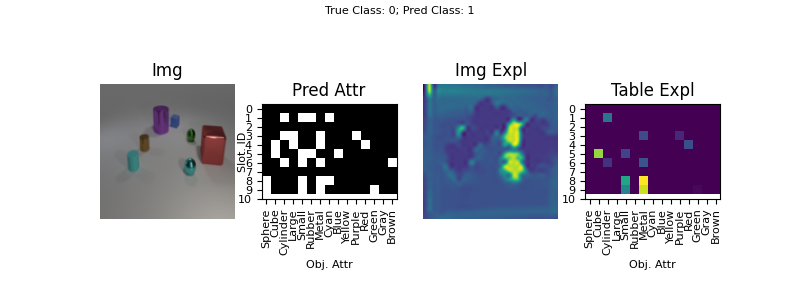 True Class: 0; Pred Class: 1
Img
Pred Attr
Img Expl
Table Expl
Slot. ID
0
1
2
3
4
5
6
7
8
9
10
0
1
2
3
4
5
6
7
8
9
10
Sphere
Cube
Cylinder
Large
Small
Rubber
Metal
Cyan
Blue
Yellow
Purple
Red
Green
Gray
Brown
Obj. Attr
Sphere
Cube
Cylinder
Large
Small
Rubber
Metal
Cyan
Blue
Yellow
Purple
Red
Green
Gray
Brown
Obj. Attr